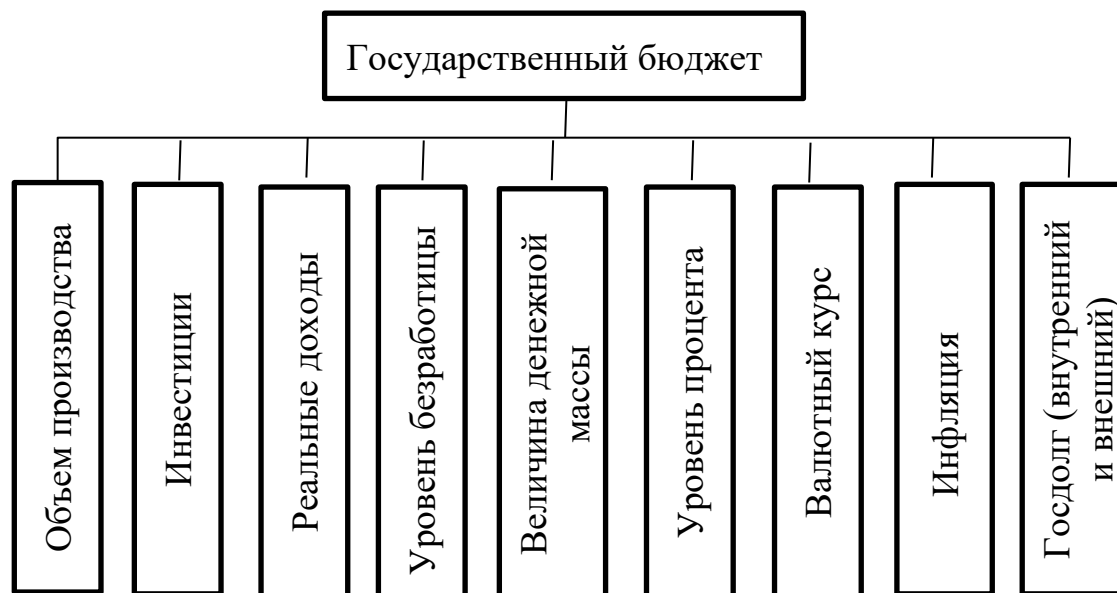 Государственный бюджет
Объем производства
Инвестиции
Реальные доходы
Уровень безработицы
Величина денежной
массы
Уровень процента
Валютный курс
Инфляция
Госдолг (внутренний
и внешний)